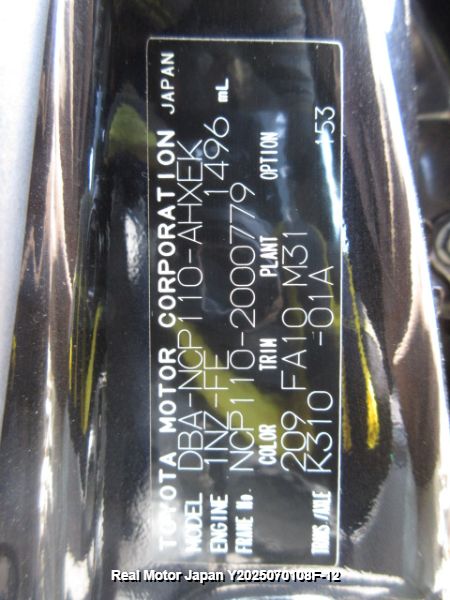 TOYOTA MOTOR CORPORATION JAPAN
MODEL DBA-NCP110-AHXEK
ENGINE 1NZ-FE 1496 mL
FRAME No. NCP110-2000779
COLOR TRIM PLANT OPTION
209 FA10 M31
TRANS/AXLE K310 -01A 153
Real Motor Japan Y2025070108F-12